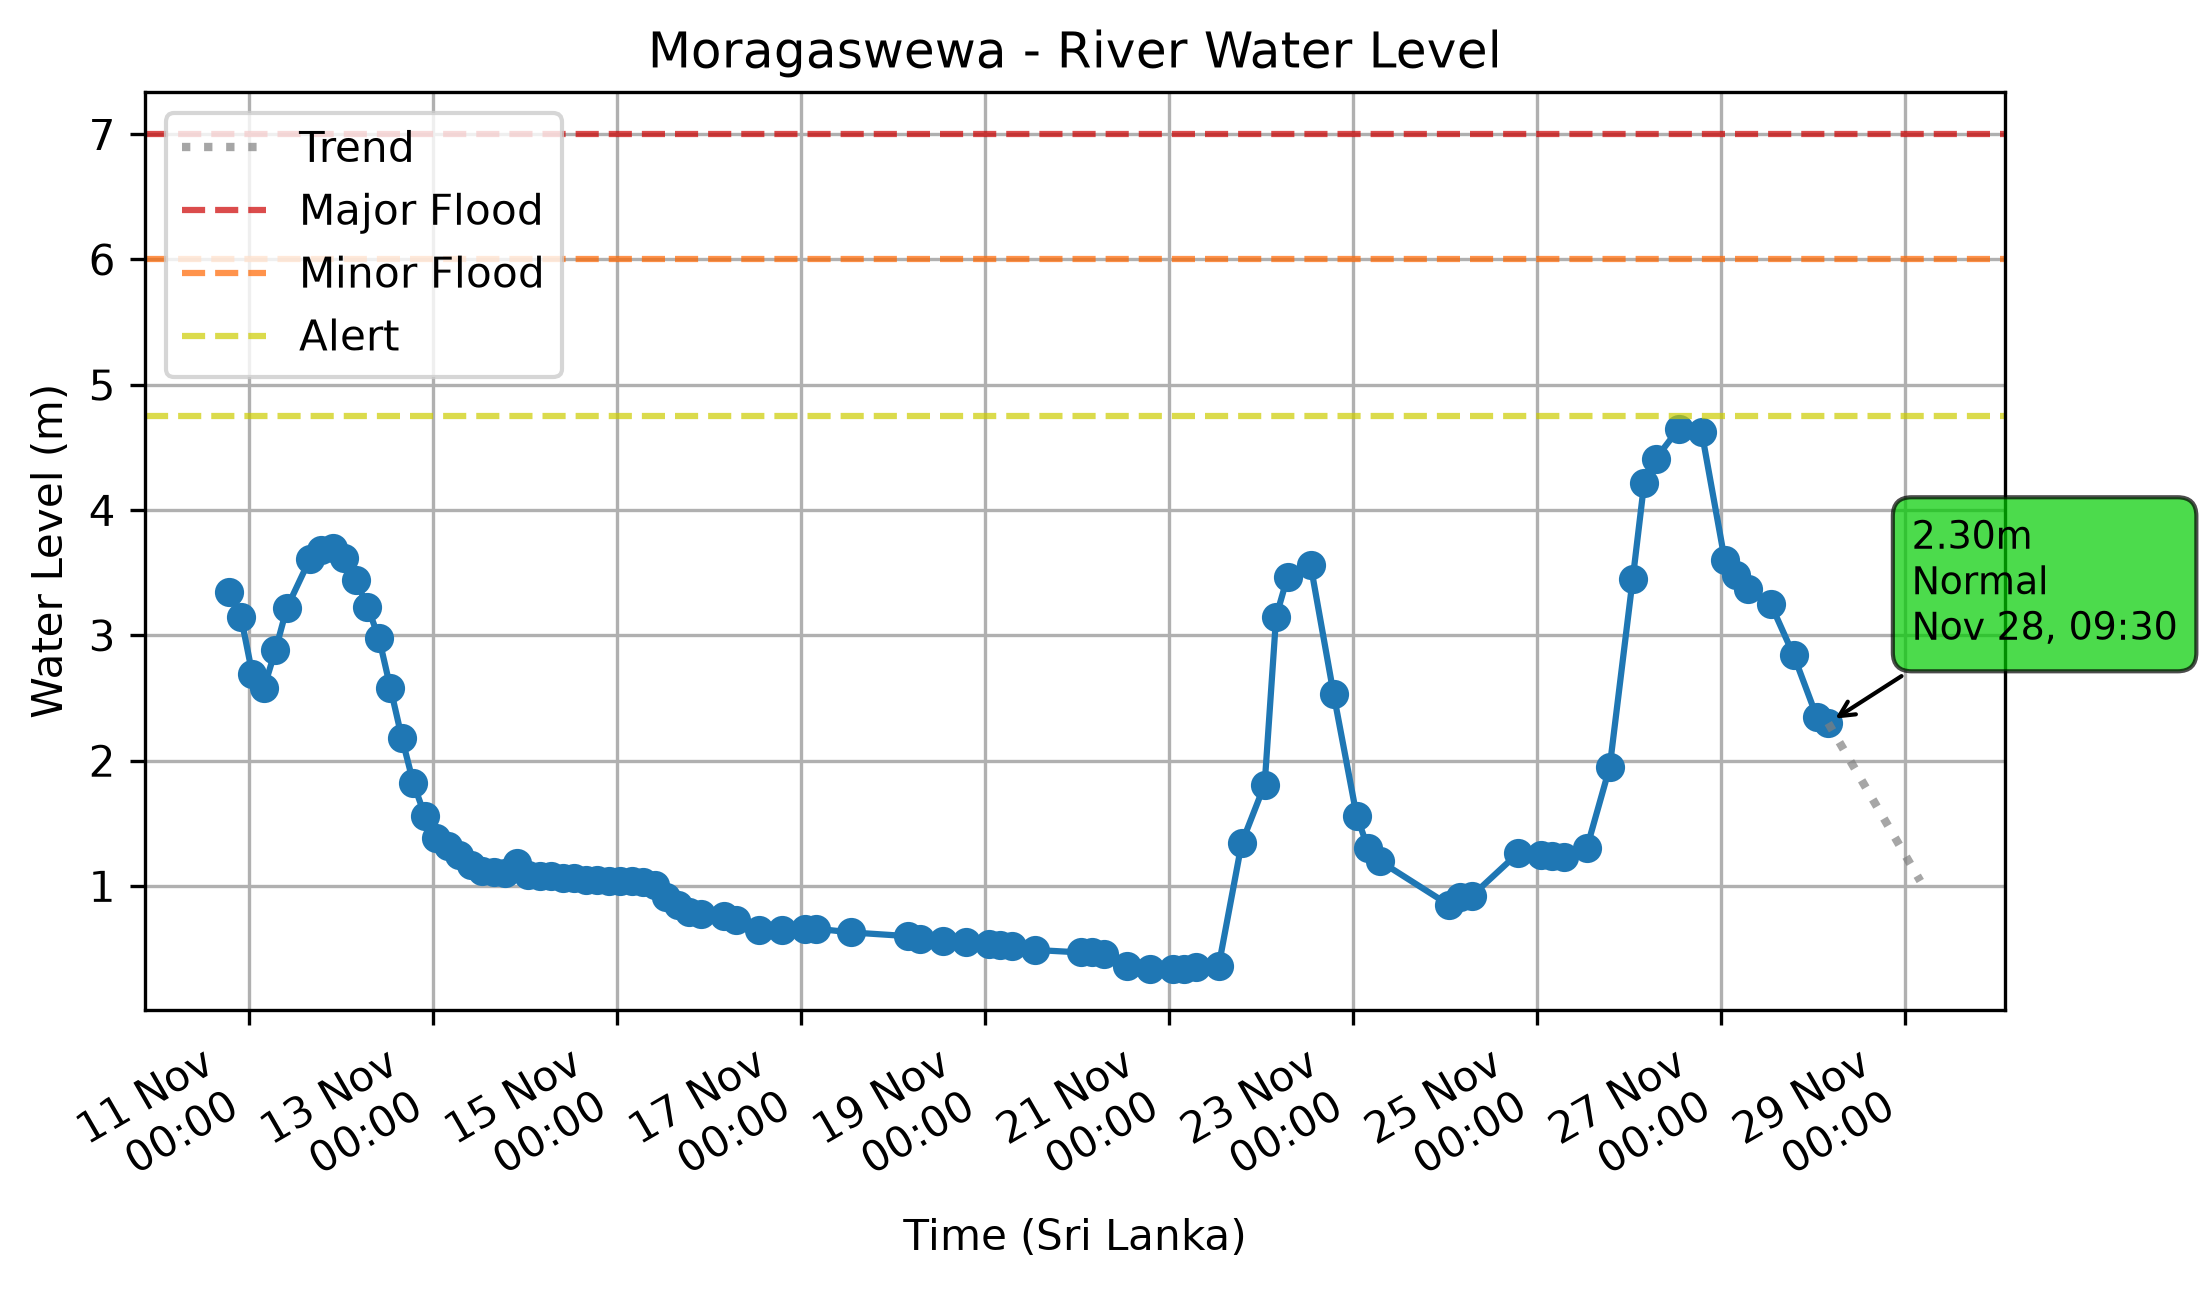 Moragaswewa - River Water Level
Trend
Major Flood
Minor Flood
Alert
7
6
5
4
3
2
1
Water Level (m)
2.30m
Normal
Nov 28, 09:30
11 Nov
00:00
13 Nov
00:00
15 Nov
00:00
17 Nov
00:00
19 Nov
00:00
21 Nov
00:00
23 Nov
00:00
25 Nov
00:00
27 Nov
00:00
29 Nov
00:00
Time (Sri Lanka)